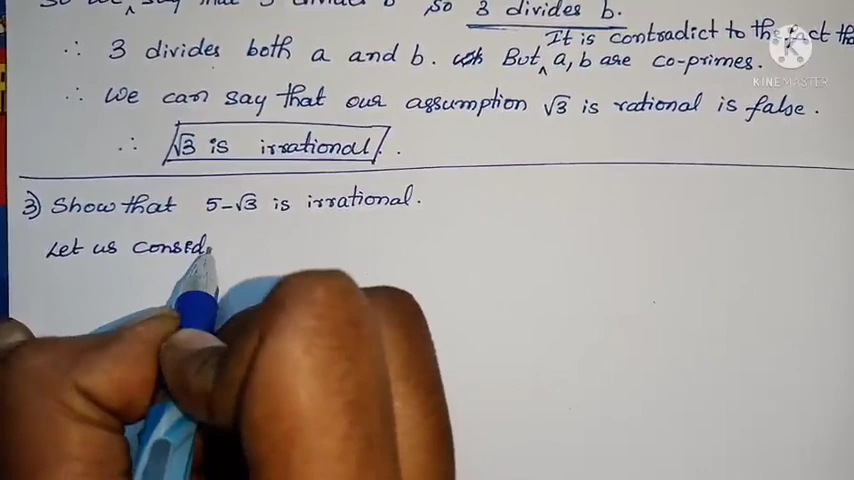 so 3 divides b.
It is contradict to the fact
∴ 3 divides both a and b. But a, b are co-primes.
∴ We can say that our assumption √3 is rational is false.
∴ √3 is irrational.
3) Show that 5-√3 is irrational.
Let us consed
KINEMASTER